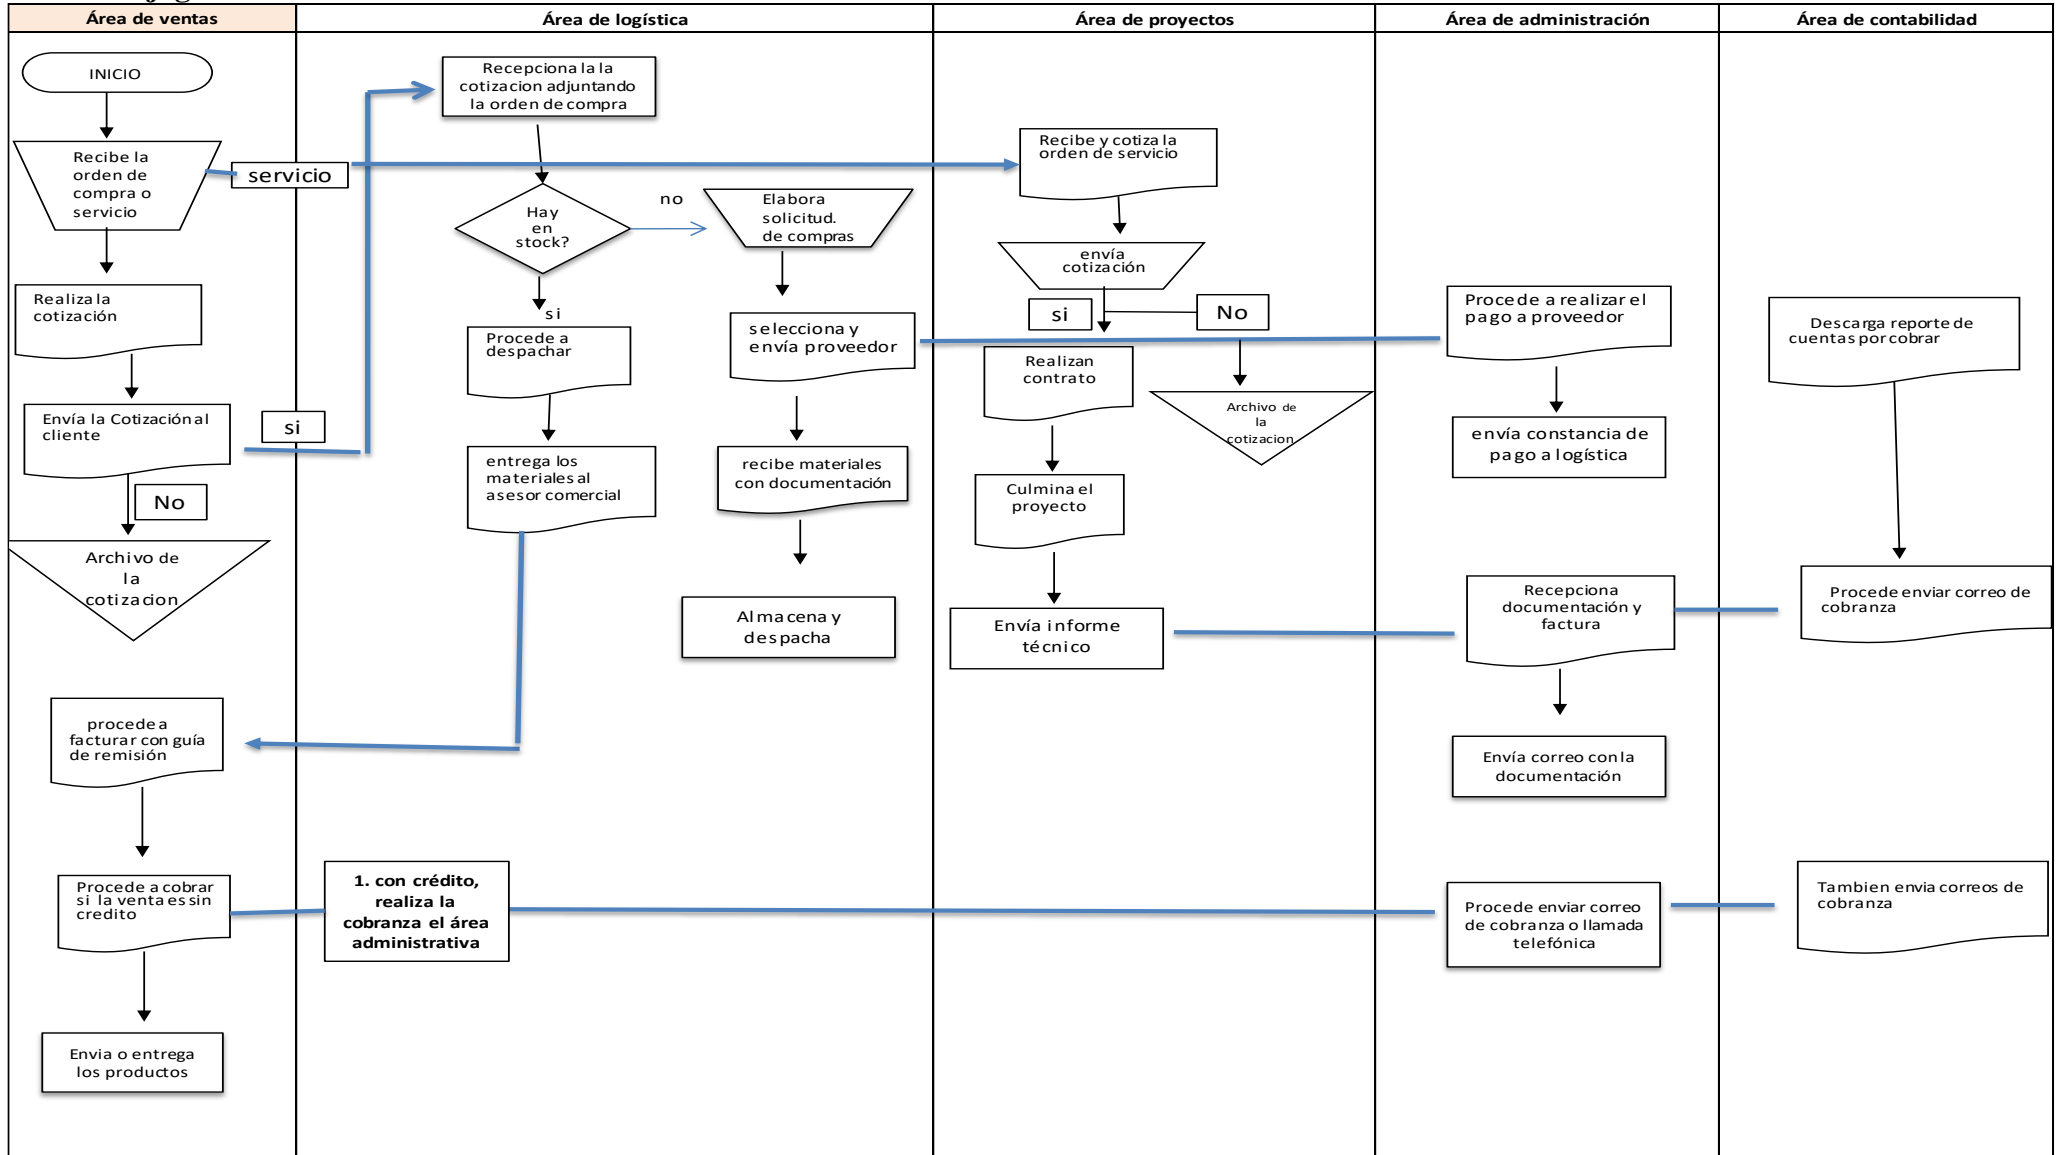 Área de ventas
Área de logística
Área de proyectos
Área de administración
Área de contabilidad
INICIO
Recibe la
orden de
compra o
servicio
servicio
Realiza la
cotización
Envía la Cotización al
cliente
si
No
Archivo de
la
cotizacion
procede a
facturar con guía
de remisión
Procede a cobrar
si la venta es sin
credito
Envia o entrega
los productos
Recepciona la la
cotizacion adjuntando
la orden de compra
Hay
en
stock?
no
si
Elabora
solicitud.
de compras
Procede a
despachar
selecciona y
envía proveedor
entrega los
materiales al
asesor comercial
recibe materiales
con documentación
Almacena y
despacha
1. con crédito,
realiza la
cobranza el área
administrativa
Recibe y cotiza la
orden de servicio
envía
cotización
si
No
Realizan
contrato
Archivo de
la
cotizacion
Culmina el
proyecto
Envía informe
técnico
Procede a realizar el
pago a proveedor
envía constancia de
pago a logística
Recepciona
documentación y
factura
Envía correo con la
documentación
Procede enviar correo
de cobranza o llamada
telefónica
Descarga reporte de
cuentas por cobrar
Procede enviar correo de
cobranza
Tambien envia correos de
cobranza